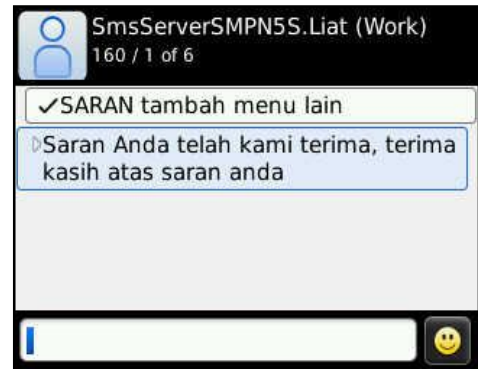 SmsServerSMPN5S.Liat (Work)
160 / 1 of 6
✓SARAN tambah menu lain
Saran Anda telah kami terima, terima
kasih atas saran anda